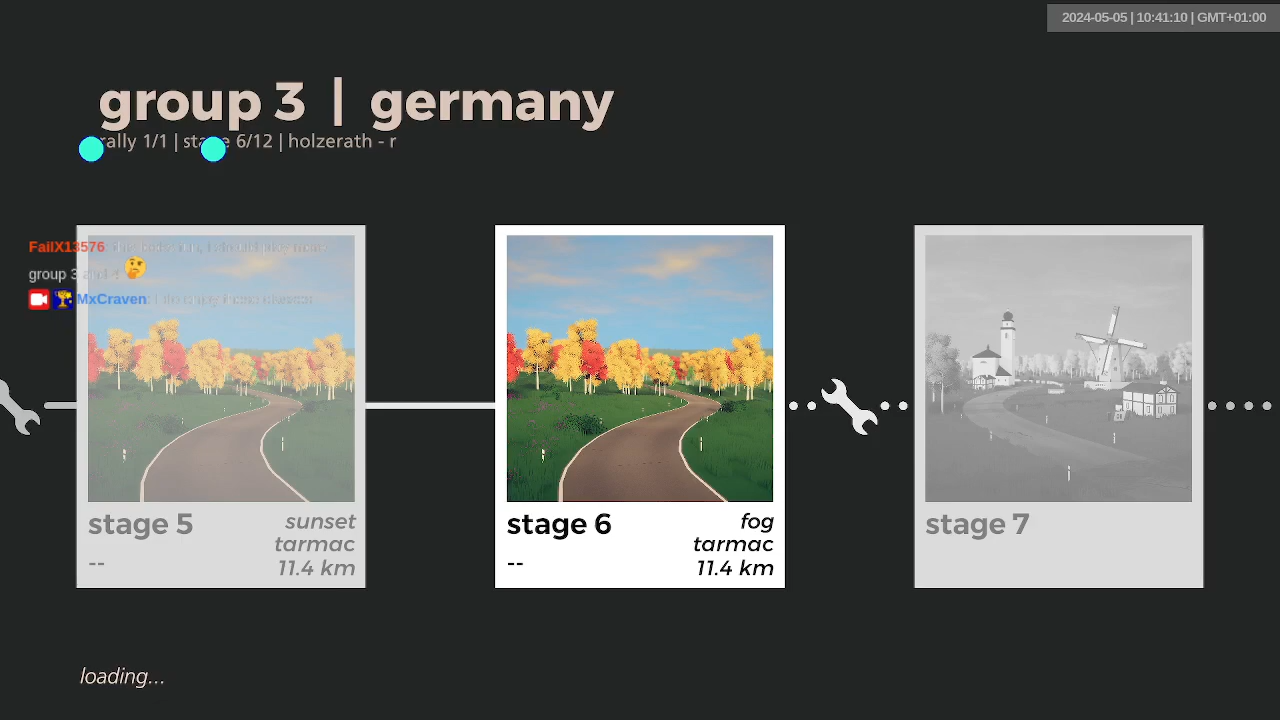 2024-05-05 | 10:41:10 | GMT+01:00
group 3 | germany
rally 1/1 | stage 6/12 | holzerath - r
FailX13576:
group 3
MxCraven:
stage 5
sunset
tarmac
--
11.4 km
stage 6
fog
tarmac
--
11.4 km
stage 7
loading...